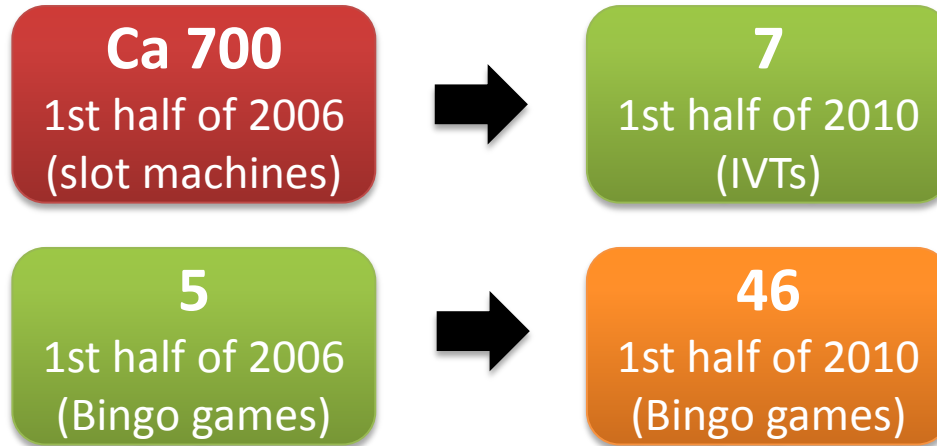 Ca 700
1st half of 2006
(slot machines)
7
1st half of 2010
(IVTs)
5
1st half of 2006
(Bingo games)
46
1st half of 2010
(Bingo games)